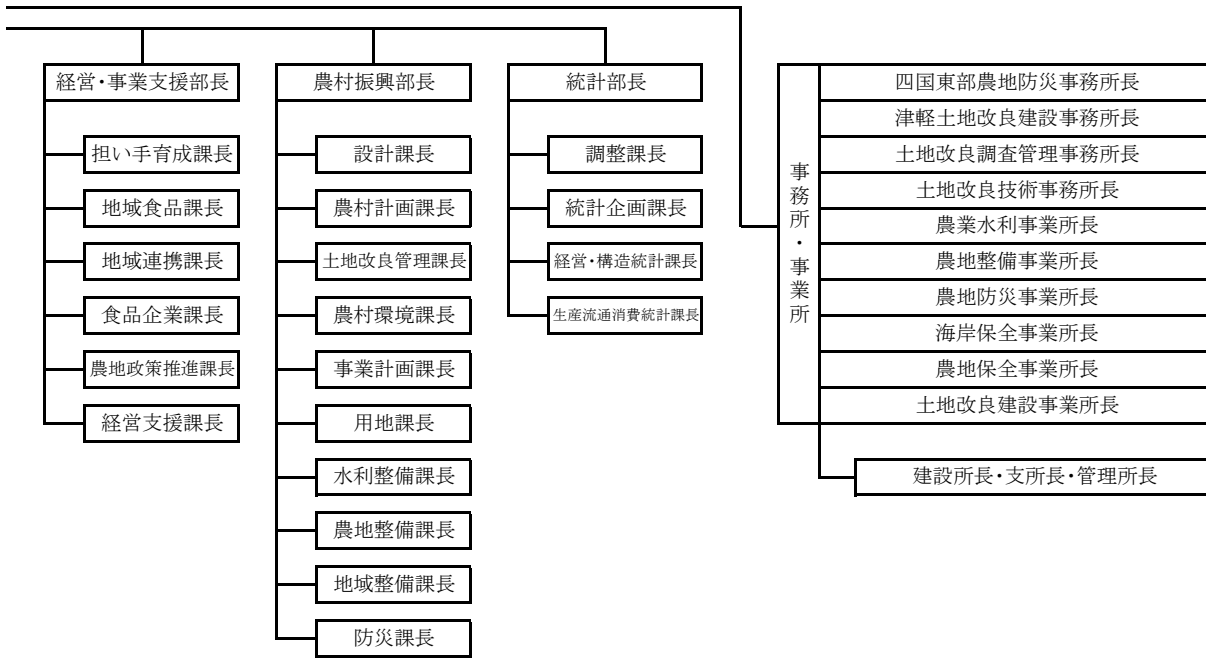 経営・事業支援部長
担い手育成課長
地域食品課長
地域連携課長
食品企業課長
農地政策推進課長
経営支援課長
農村振興部長
設計課長
農村計画課長
土地改良管理課長
農村環境課長
事業計画課長
用地課長
水利整備課長
農地整備課長
地域整備課長
防災課長
統計部長
調整課長
統計企画課長
経営・構造統計課長
生産流通消費統計課長
事務所・事業所
四国東部農地防災事務所長
津軽土地改良建設事務所長
土地改良調査管理事務所長
土地改良技術事務所長
農業水利事業所長
農地整備事業所長
農地防災事業所長
海岸保全事業所長
農地保全事業所長
土地改良建設事業所長
建設所長・支所長・管理所長